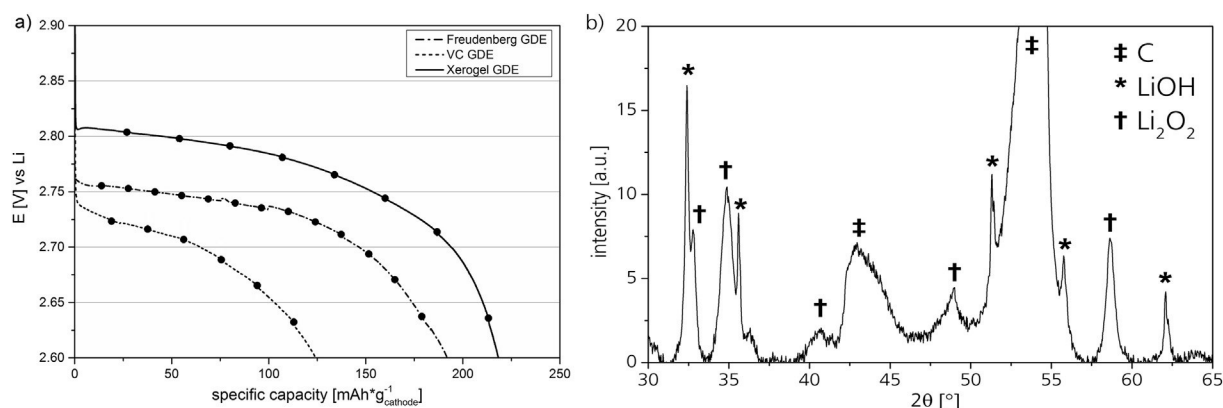 a)
2.90
2.85
2.80
2.75
2.70
2.65
2.60
E [V] vs Li
Freudenberg GDE
VC GDE
Xerogel GDE
0 50 100 150 200 250
specific capacity [mAh*g⁻¹cathode]
b)
20
15
10
5
0
intensity [a.u.]
‡ C
* LiOH
† Li₂O₂
* † † * ‡ † * ‡ * † *
† 
30 35 40 45 50 55 60 65
2θ [°]